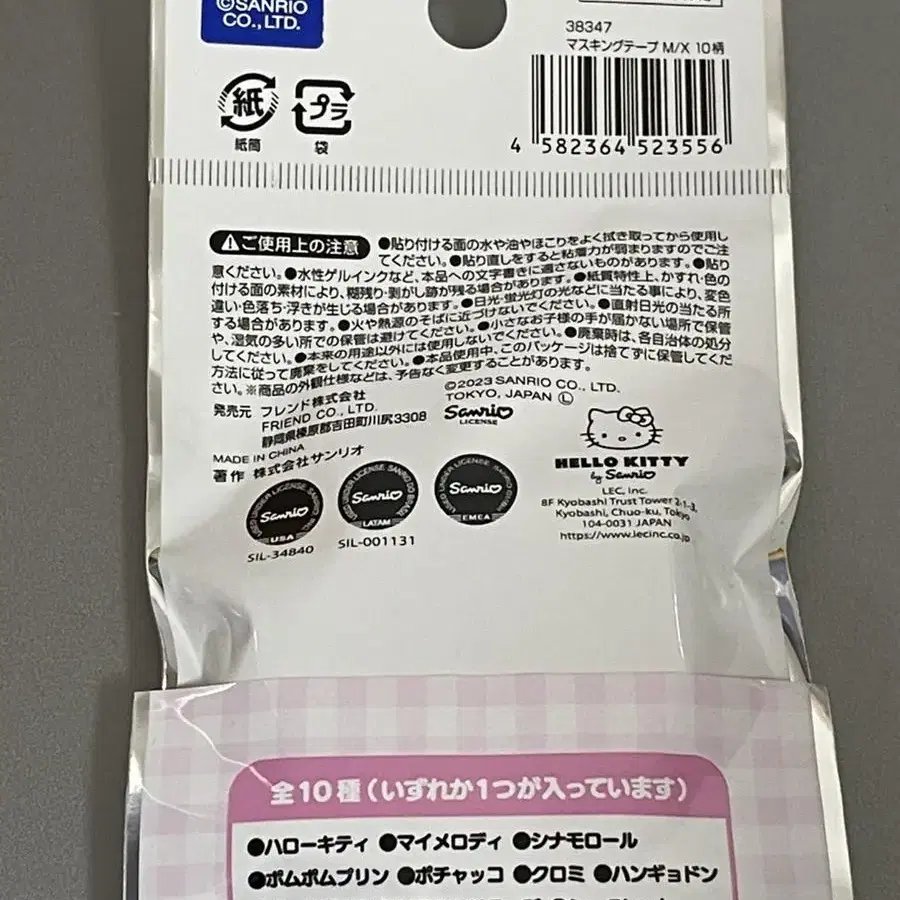 ©SANRIO
CO.,LTD.
38347
マスキングテープ M/X 10柄
紙
プラ
紙筒
袋
4 582364 523556
ご使用上の注意 ●貼り付ける面の水や油やほこりをよく拭き取ってから使用し
てください。●貼り直しをすると粘着力が弱まりますのでご注
意ください。●水性ゲルインクなど、本品への文字書きに適さないものがあります。●貼り
付ける面の素材により、糊残り・剥がし跡が残る場合があります。●紙質特性上、かすれ・色の
違い・色落ち・浮きが生じる場合があります。●日光・蛍光灯の光などに当たる事により、変色
する場合があります。●火や熱源のそばに近づけないでください。●直射日光の当たる所
や、湿気の多い所での保管は避けてください。●小さなお子様の手が届かない場所で保管
してください。●本来の用途以外には使用しないでください。●廃棄時は、各自治体の処分
方法に従って廃棄をしてください。●本品使用中、このパッケージは捨てずに保管してくだ
さい。※商品の外観仕様などは、予告なく変更することがあります。
発売元 フレンド株式会社
FRIEND CO., LTD.
静岡県榛原郡吉田町川尻3308
MADE IN CHINA
著作 株式会社サンリオ
©2023 SANRIO CO., LTD.
TOKYO, JAPAN Ⓛ
Sanrio
LICENSE
USED UNDER LICENSE SANRIO, INC.
Sanrio
USA
SIL-34840
USED UNDER LICENSE SANRIO DO BRASIL
Sanrio
LATAM
SIL-001131
USED UNDER LICENSE SANRIO
Sanrio
EMEA
HELLO KITTY
by Sanrio
LEC, Inc.
8F Kyobashi Trust Tower 2-1-3,
Kyobashi, Chuo-ku, Tokyo
104-0031 JAPAN
https://www.lecinc.co.jp
全10種(いずれか1つが入っています)
●ハローキティ ●マイメロディ ●シナモロール
●ポムポムプリン ●ポチャッコ ●クロミ ●ハンギョドン